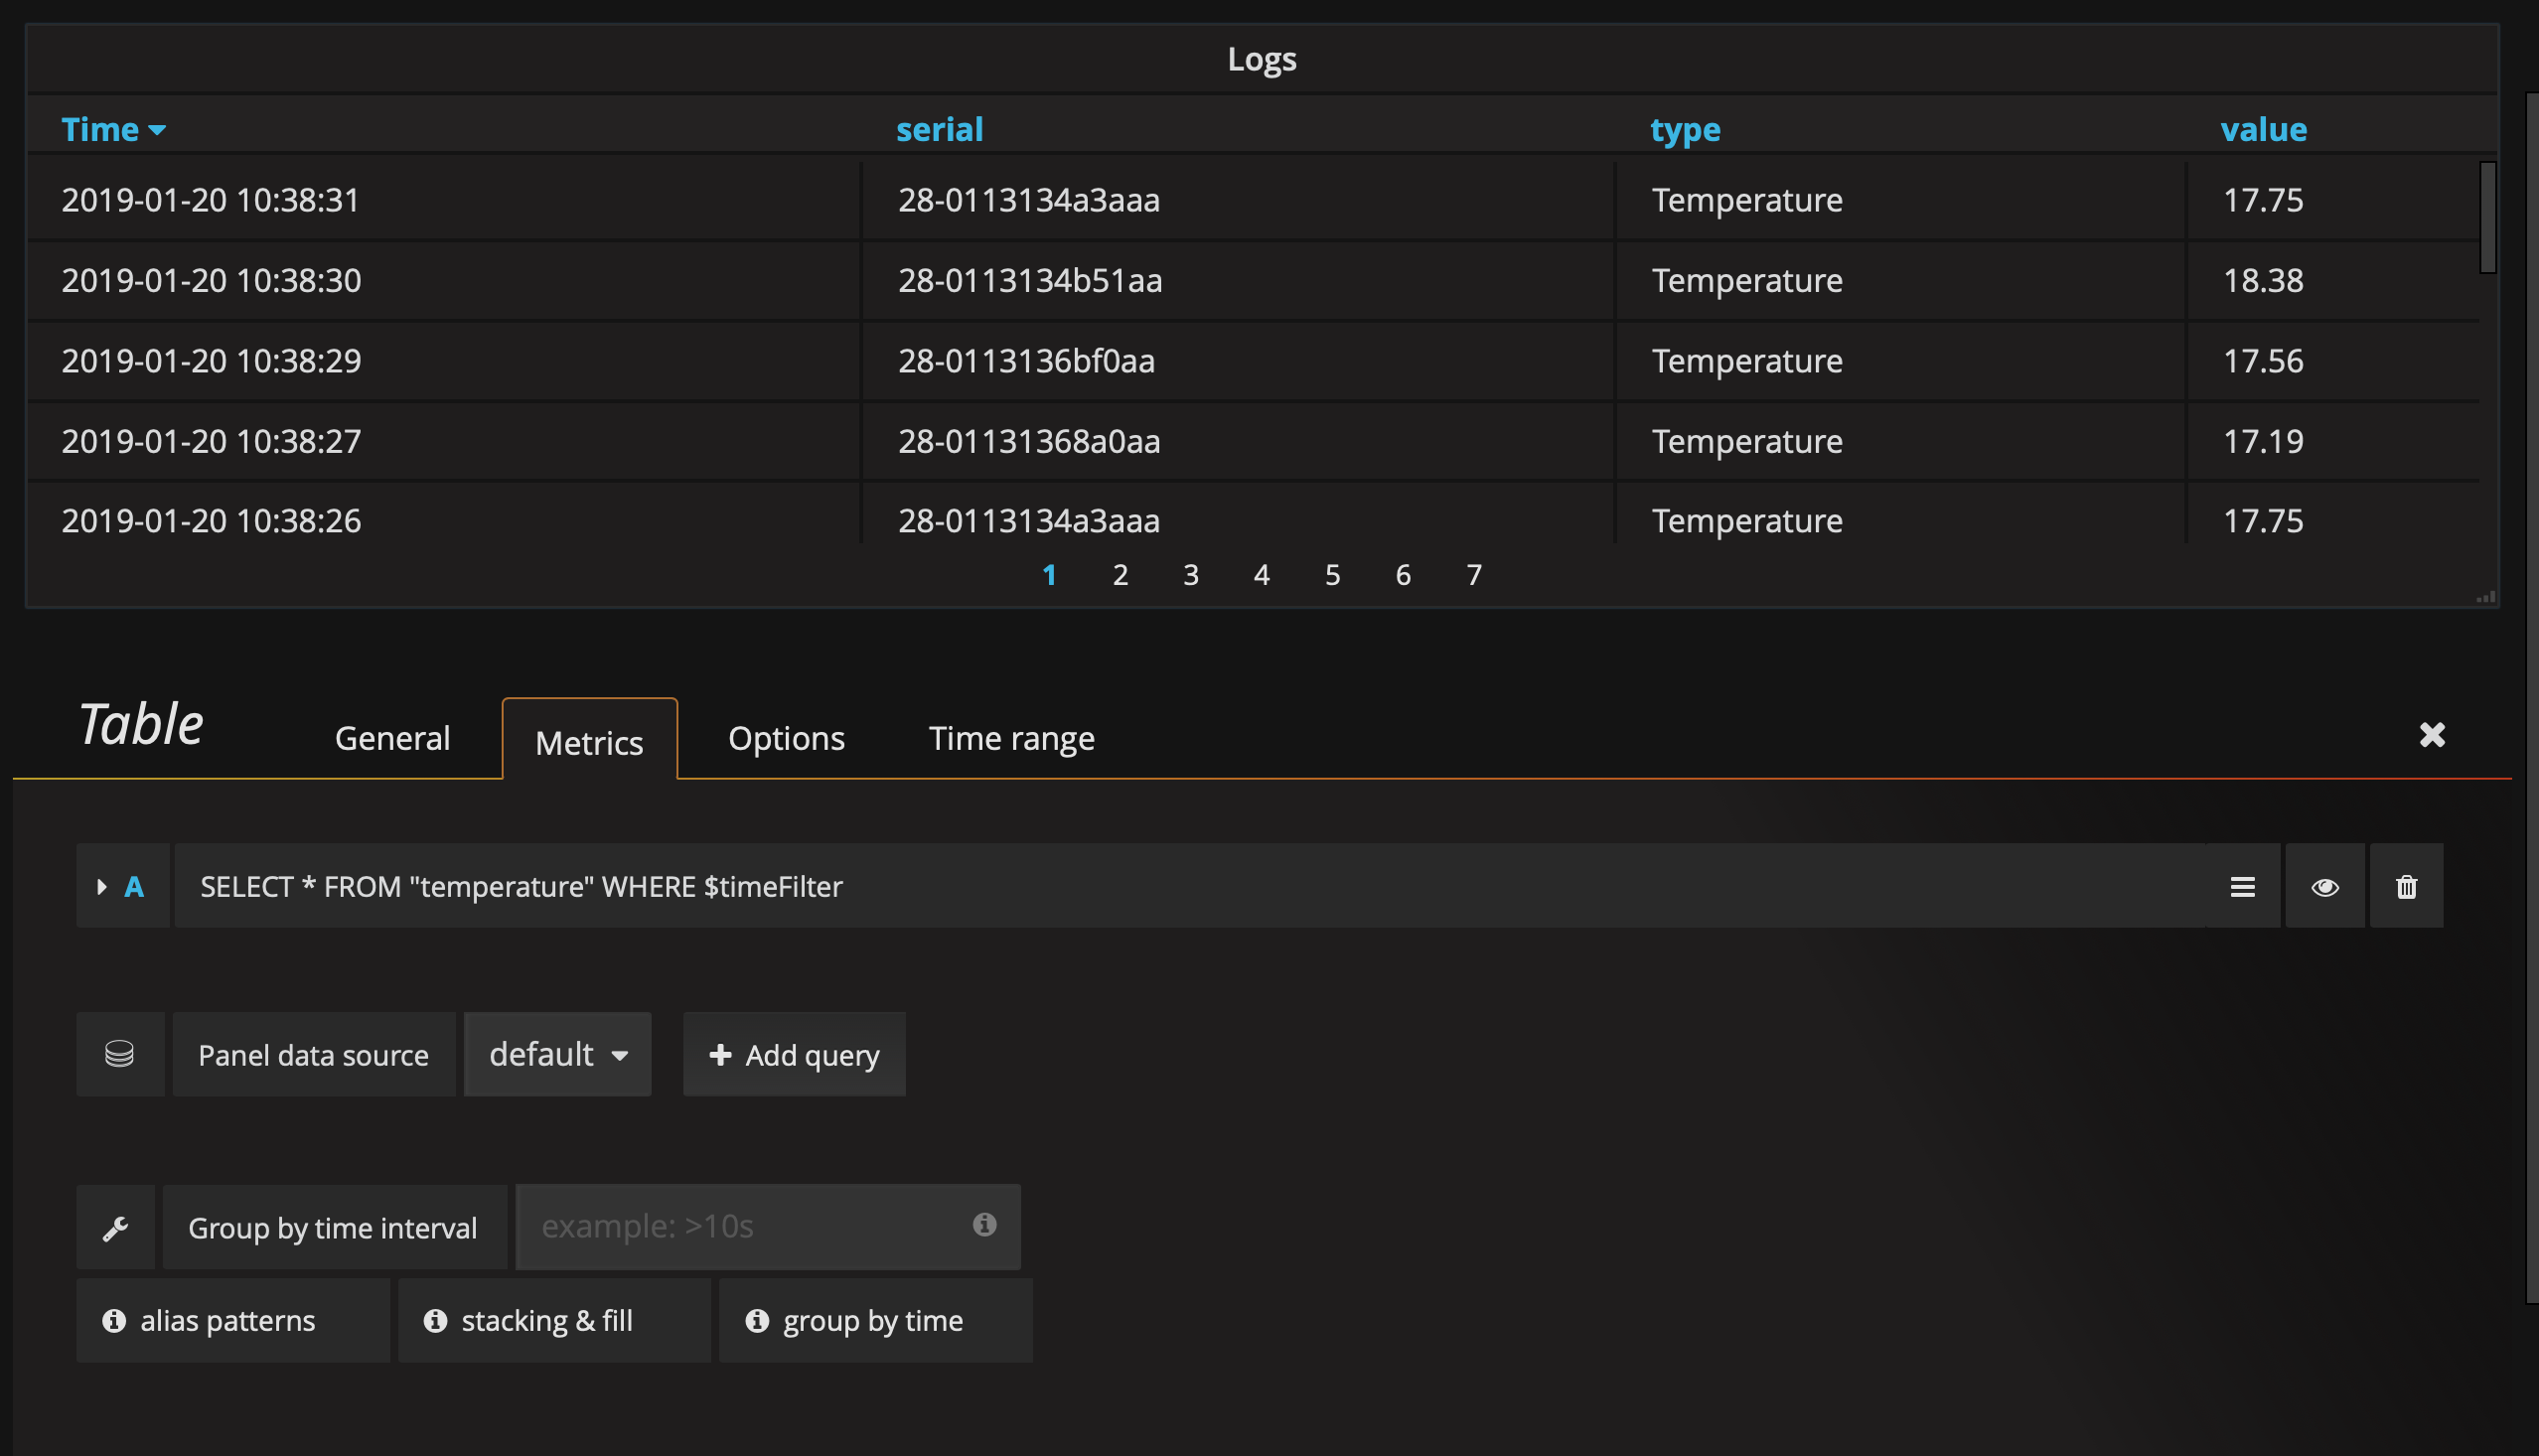 Logs
Time serial type value
2019-01-20 10:38:31 28-0113134a3aaa Temperature 17.75
2019-01-20 10:38:30 28-0113134b51aa Temperature 18.38
2019-01-20 10:38:29 28-0113136bf0aa Temperature 17.56
2019-01-20 10:38:27 28-01131368a0aa Temperature 17.19
2019-01-20 10:38:26 28-0113134a3aaa Temperature 17.75
1 2 3 4 5 6 7
Table General Metrics Options Time range
A SELECT * FROM "temperature" WHERE $timeFilter
Panel data source default Add query
Group by time interval example: >10s
alias patterns stacking & fill group by time